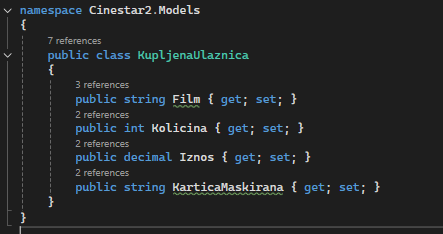 namespace Cinestar2.Models
{
7 references
public class KupljenaUlaznica
{
3 references
public string Film { get; set; }
2 references
public int Kolicina { get; set; }
2 references
public decimal Iznos { get; set; }
2 references
public string KarticaMaskirana { get; set; }
}
}